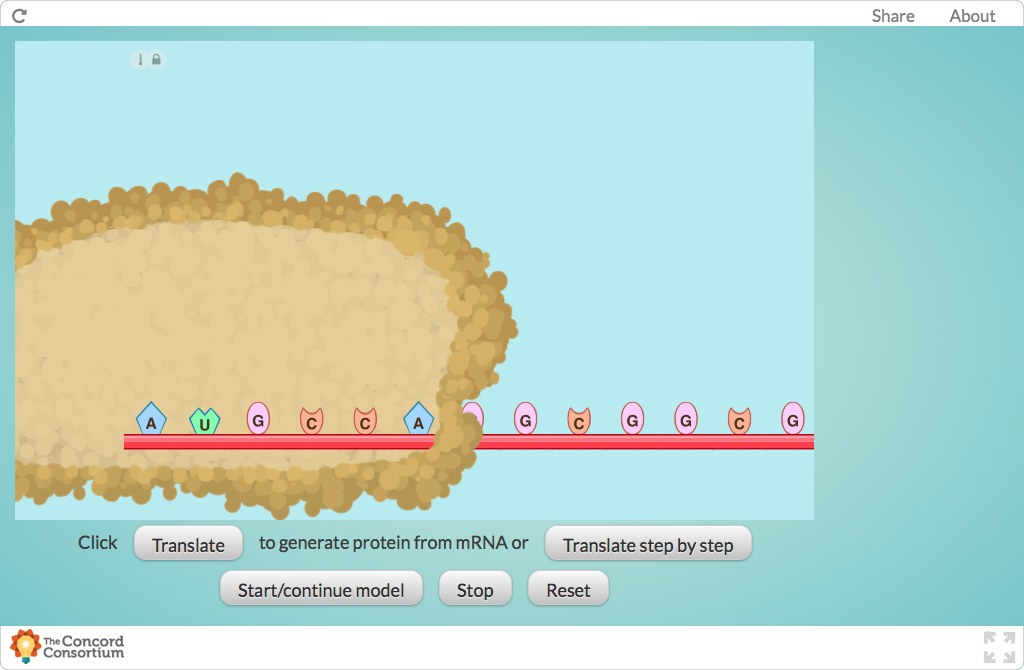 Share About
A U G C C A G C G G C G
Click Translate to generate protein from mRNA or Translate step by step
Start/continue model Stop Reset
The Concord
Consortium